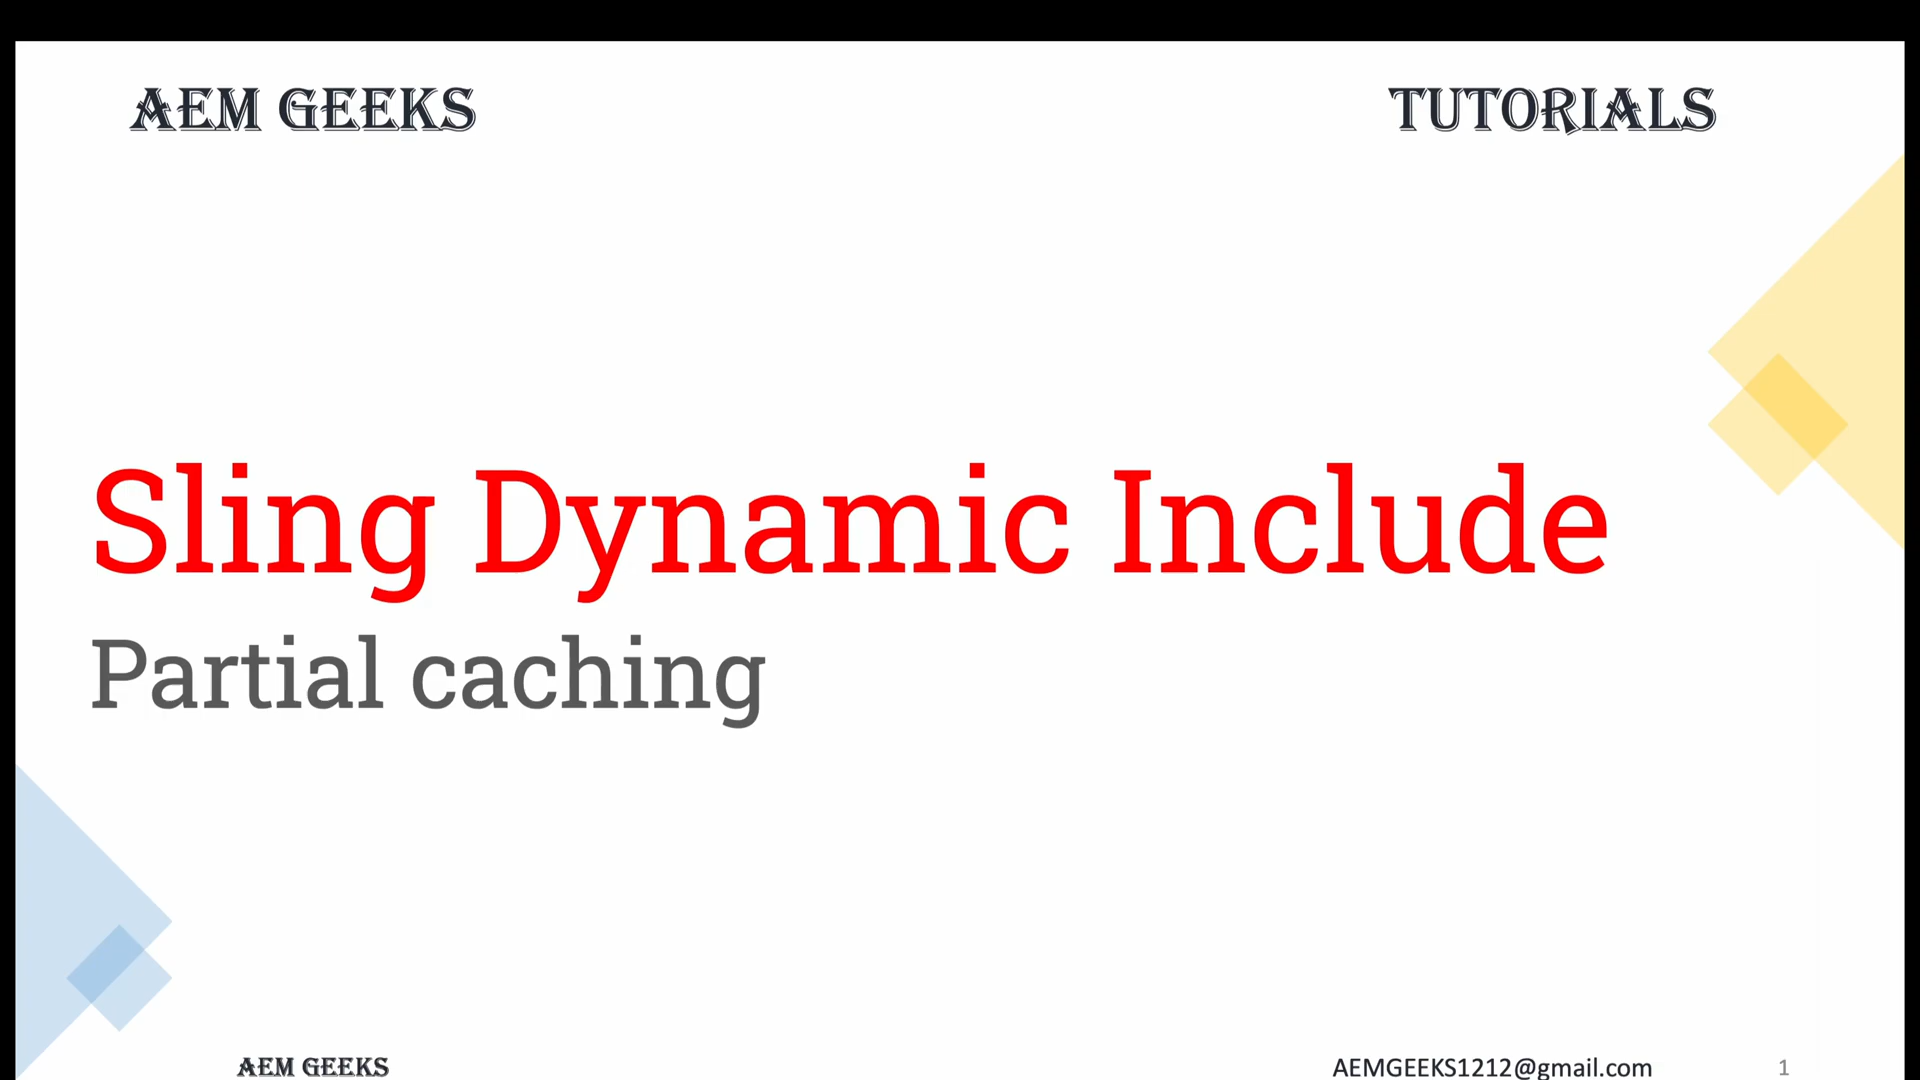 AEM GEEKS
TUTORIALS
Sling Dynamic Include
Partial caching
AEM GEEKS
AEMGEEKS1212@gmail.com
1